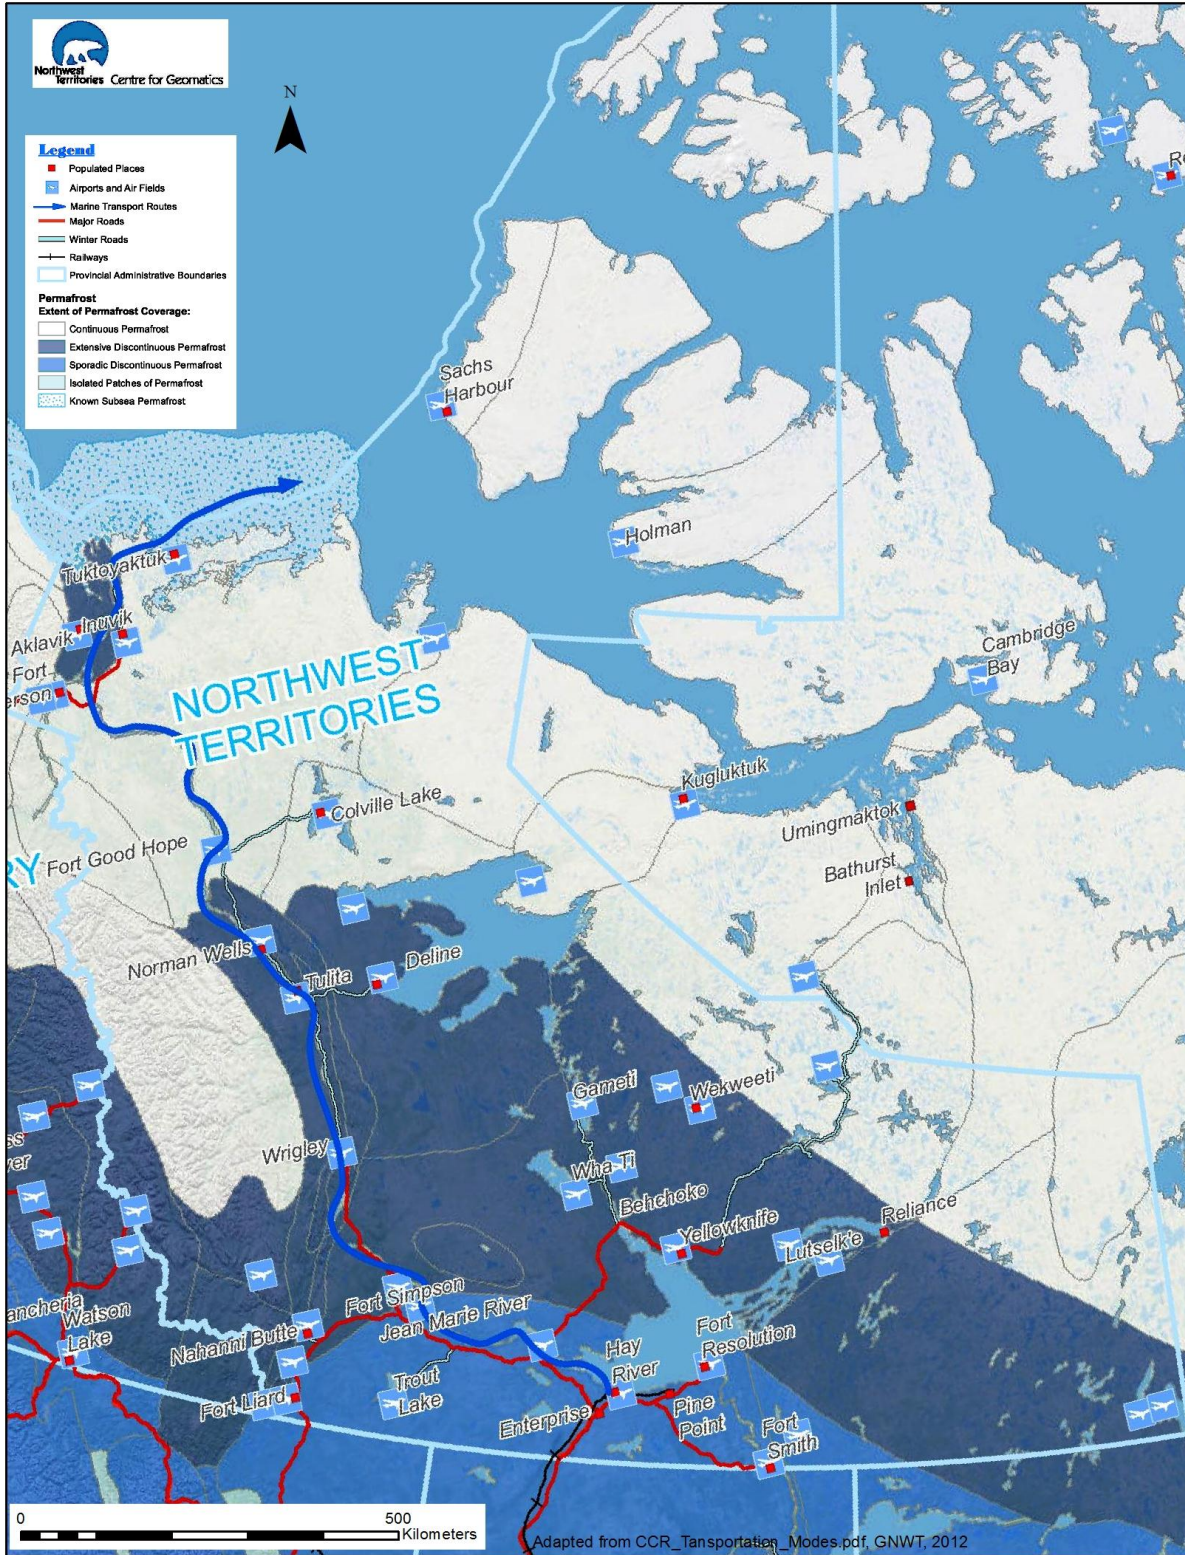 Northwest
Territories Centre for Geomatics
N
Legend
Populated Places
Airports and Air Fields
Marine Transport Routes
Major Roads
Winter Roads
Railways
Provincial Administrative Boundaries
Permafrost
Extent of Permafrost Coverage:
Continuous Permafrost
Extensive Discontinuous Permafrost
Sporadic Discontinuous Permafrost
Isolated Patches of Permafrost
Known Subsea Permafrost
Re
Sachs
Harbour
Holman
Tuktoyaktuk
Aklavik
Inuvik
Fort
erson
NORTHWEST
TERRITORIES
Cambridge
Bay
Kugluktuk
Colville Lake
Umingmaktok
Fort Good Hope
RY
Bathurst
Inlet
Norman Wells
Deline
Tulita
Gameti
Wekweeti
ss
ver
Wrigley
Wha Ti
Behchoko
Yellowknife
Reliance
Lutselk'e
Fort Simpson
Jean Marie River
ancheria
Watson
Lake
Nahanni Butte
Hay
River
Fort
Resolution
Fort Liard
Trout
Lake
Enterprise
Pine
Point
Fort
Smith
0 500
Kilometers
Adapted from CCR_Tansportation_Modes.pdf, GNWT, 2012